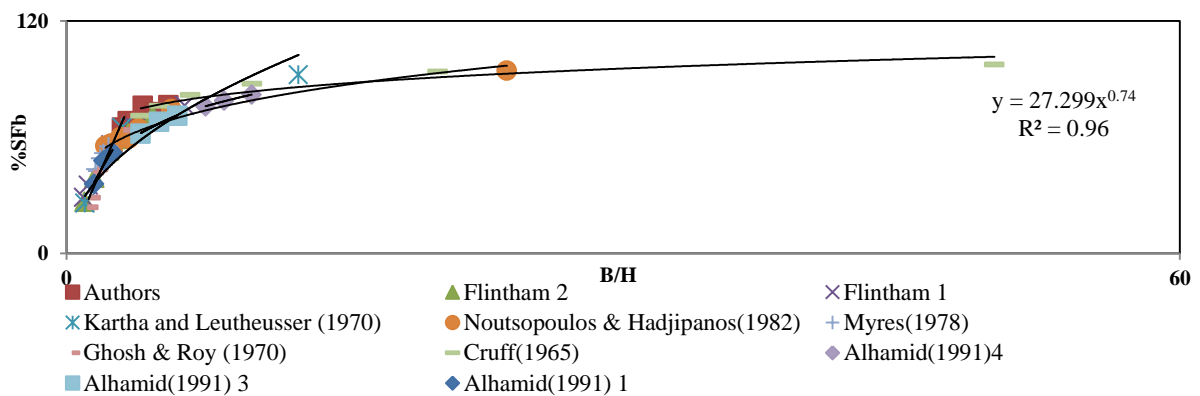 120
%SFb
y = 27.299x^0.74
R² = 0.96
0
0 B/H 60
Authors Flintham 2 Flintham 1
Kartha and Leutheusser (1970) Noutsopoulos & Hadjipanos(1982) Myres(1978)
Ghosh & Roy (1970) Cruff(1965) Alhamid(1991)4
Alhamid(1991) 3 Alhamid(1991) 1